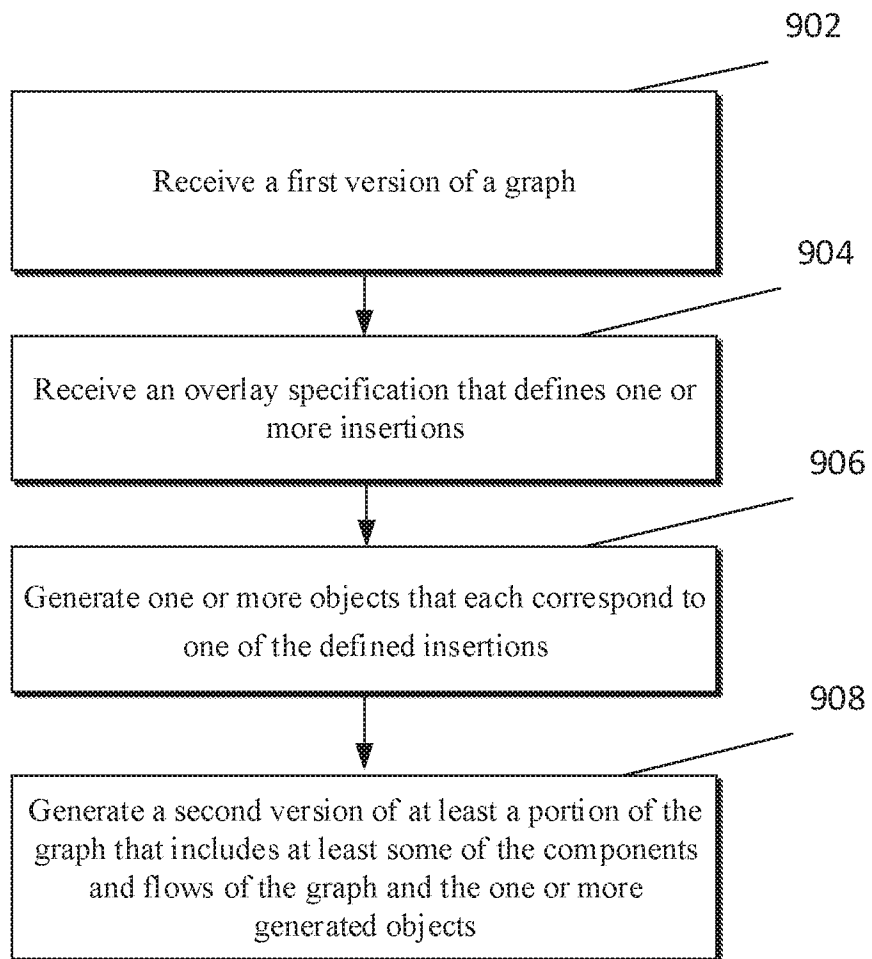 902
Receive a first version of a graph
904
Receive an overlay specification that defines one or
more insertions
906
Generate one or more objects that each correspond to
one of the defined insertions
908
Generate a second version of at least a portion of the
graph that includes at least some of the components
and flows of the graph and the one or more
generated objects